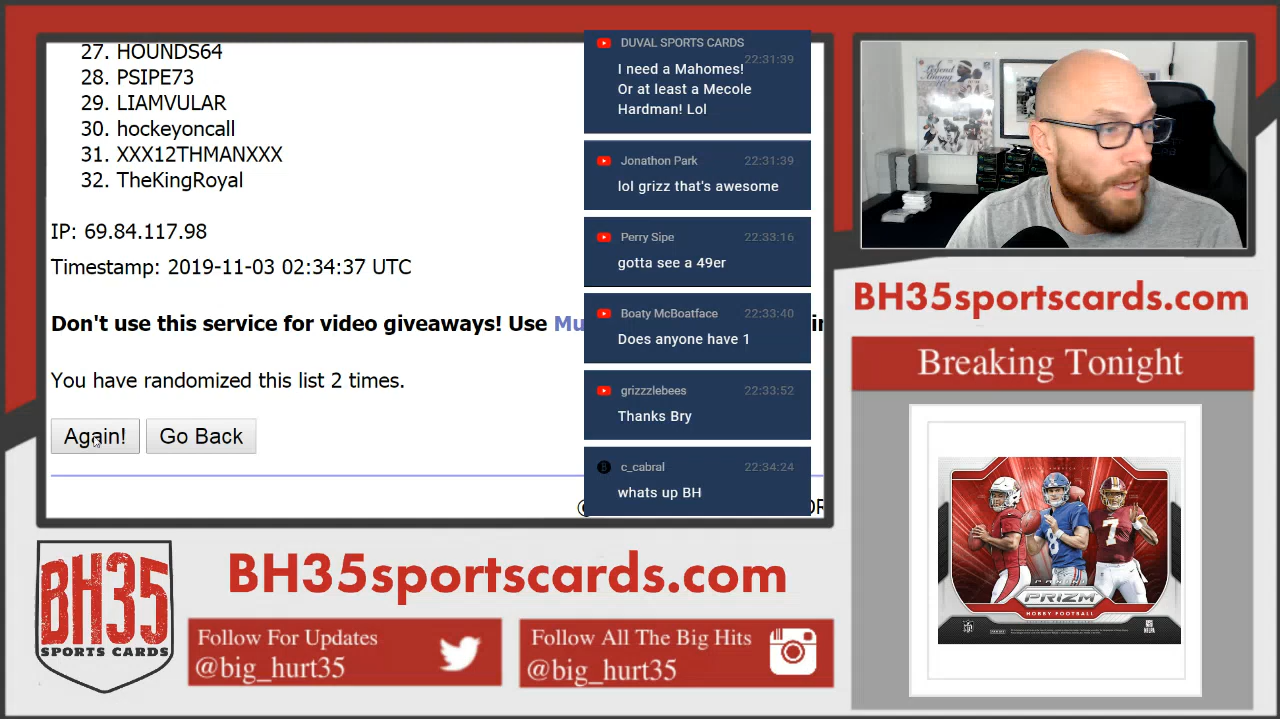 27. HOUNDS64
28. PSIPE73
29. LIAMVULAR
30. hockeyoncall
31. XXX12THMANXXX
32. TheKingRoyal
IP: 69.84.117.98
Timestamp: 2019-11-03 02:34:37 UTC
Don't use this service for video giveaways! Use Mu
You have randomized this list 2 times.
Again! Go Back
DUVAL SPORTS CARDS
22:31:39
I need a Mahomes!
Or at least a Mecole
Hardman! Lol
Jonathon Park 22:31:39
lol grizz that's awesome
Perry Sipe 22:33:16
gotta see a 49er
Boaty McBoatface 22:33:40
Does anyone have 1
grizzzlebees 22:33:52
Thanks Bry
c_cabral 22:34:24
whats up BH
BH35sportscards.com
Breaking Tonight
PANINI
PRIZM
HOBBY FOOTBALL
BH35
SPORTS CARDS
BH35sportscards.com
Follow For Updates
@big_hurt35
Follow All The Big Hits
@big_hurt35